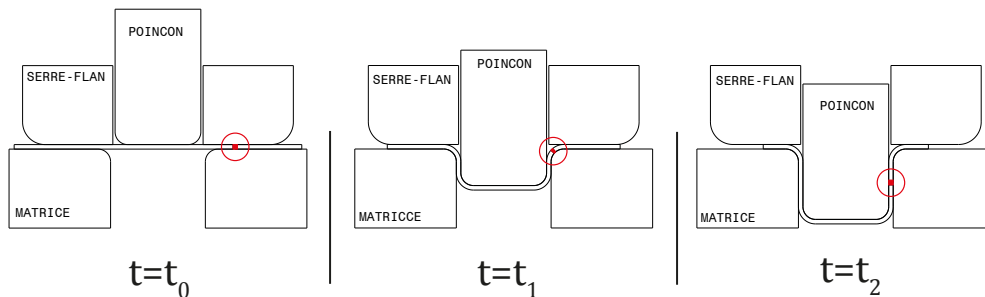 POINCON
SERRE-FLAN
MATRICE
t=t0
POINCON
SERRE-FLAN
MATRICCE
t=t1
SERRE-FLAN
POINCON
MATRICE
t=t2